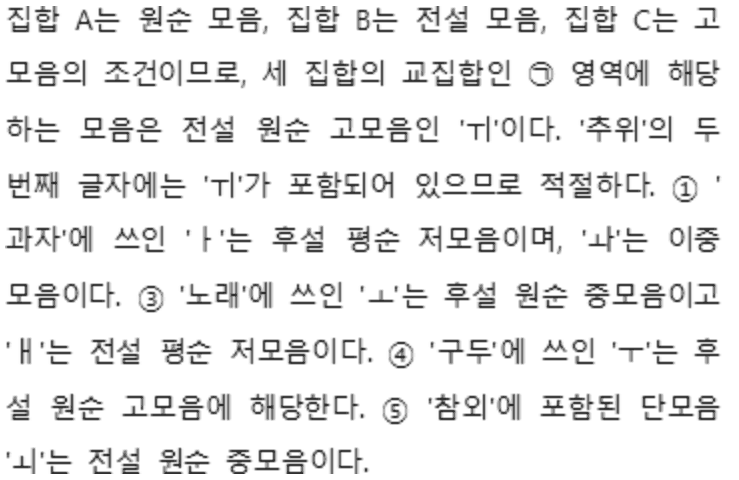 집합 A는 원순 모음, 집합 B는 전설 모음, 집합 C는 고
모음의 조건이므로, 세 집합의 교집합인 ㉠ 영역에 해당
하는 모음은 전설 원순 고모음인 'ㅟ'이다. '추위'의 두
번째 글자에는 'ㅟ'가 포함되어 있으므로 적절하다. ① '
과자'에 쓰인 'ㅏ'는 후설 평순 저모음이며, 'ㅘ'는 이중
모음이다. ③ '노래'에 쓰인 'ㅗ'는 후설 원순 중모음이고
'ㅐ'는 전설 평순 저모음이다. ④ '구두'에 쓰인 'ㅜ'는 후
설 원순 고모음에 해당한다. ⑤ '참외'에 포함된 단모음
'ㅚ'는 전설 원순 중모음이다.